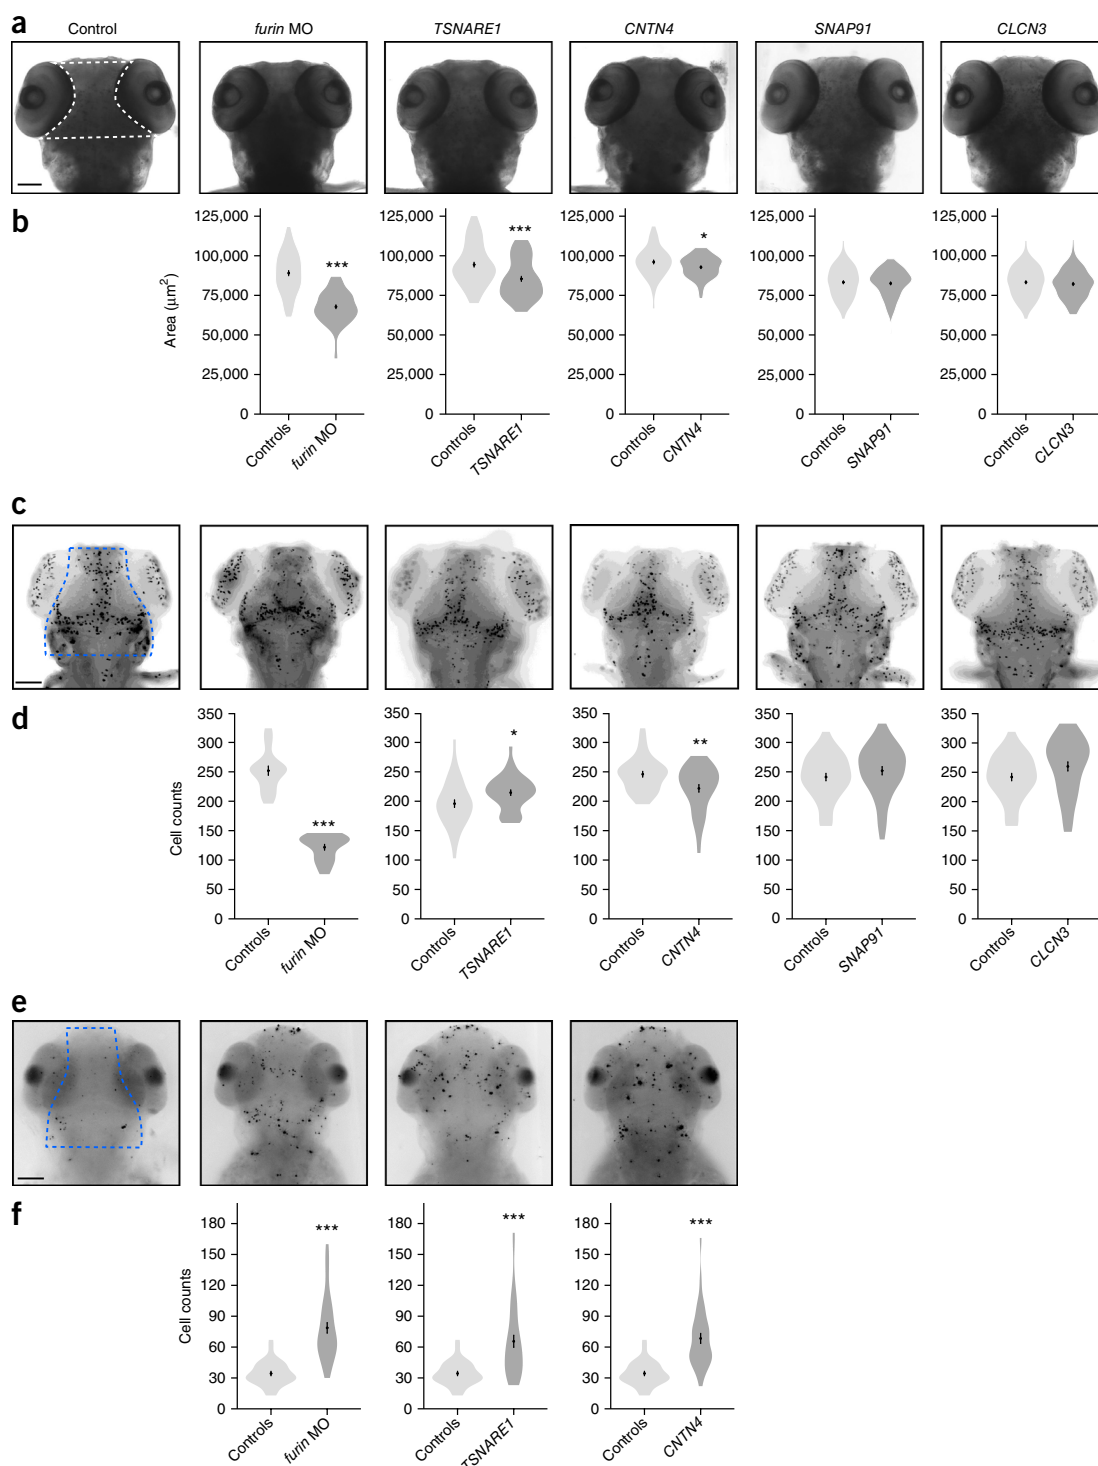 a
Control
furin MO
TSNARE1
CNTN4
SNAP91
CLCN3
b
Area (µm²)
125,000
100,000
75,000
50,000
25,000
0
***
Controls
furin MO
125,000
100,000
75,000
50,000
25,000
0
***
Controls
TSNARE1
125,000
100,000
75,000
50,000
25,000
0
*
Controls
CNTN4
125,000
100,000
75,000
50,000
25,000
0
Controls
SNAP91
125,000
100,000
75,000
50,000
25,000
0
Controls
CLCN3
c
d
Cell counts
350
300
250
200
150
100
50
0
***
Controls
furin MO
350
300
250
200
150
100
50
0
*
Controls
TSNARE1
350
300
250
200
150
100
50
0
**
Controls
CNTN4
350
300
250
200
150
100
50
0
Controls
SNAP91
350
300
250
200
150
100
50
0
Controls
CLCN3
e
f
Cell counts
180
150
120
90
60
30
0
***
Controls
furin MO
180
150
120
90
60
30
0
***
Controls
TSNARE1
180
150
120
90
60
30
0
***
Controls
CNTN4